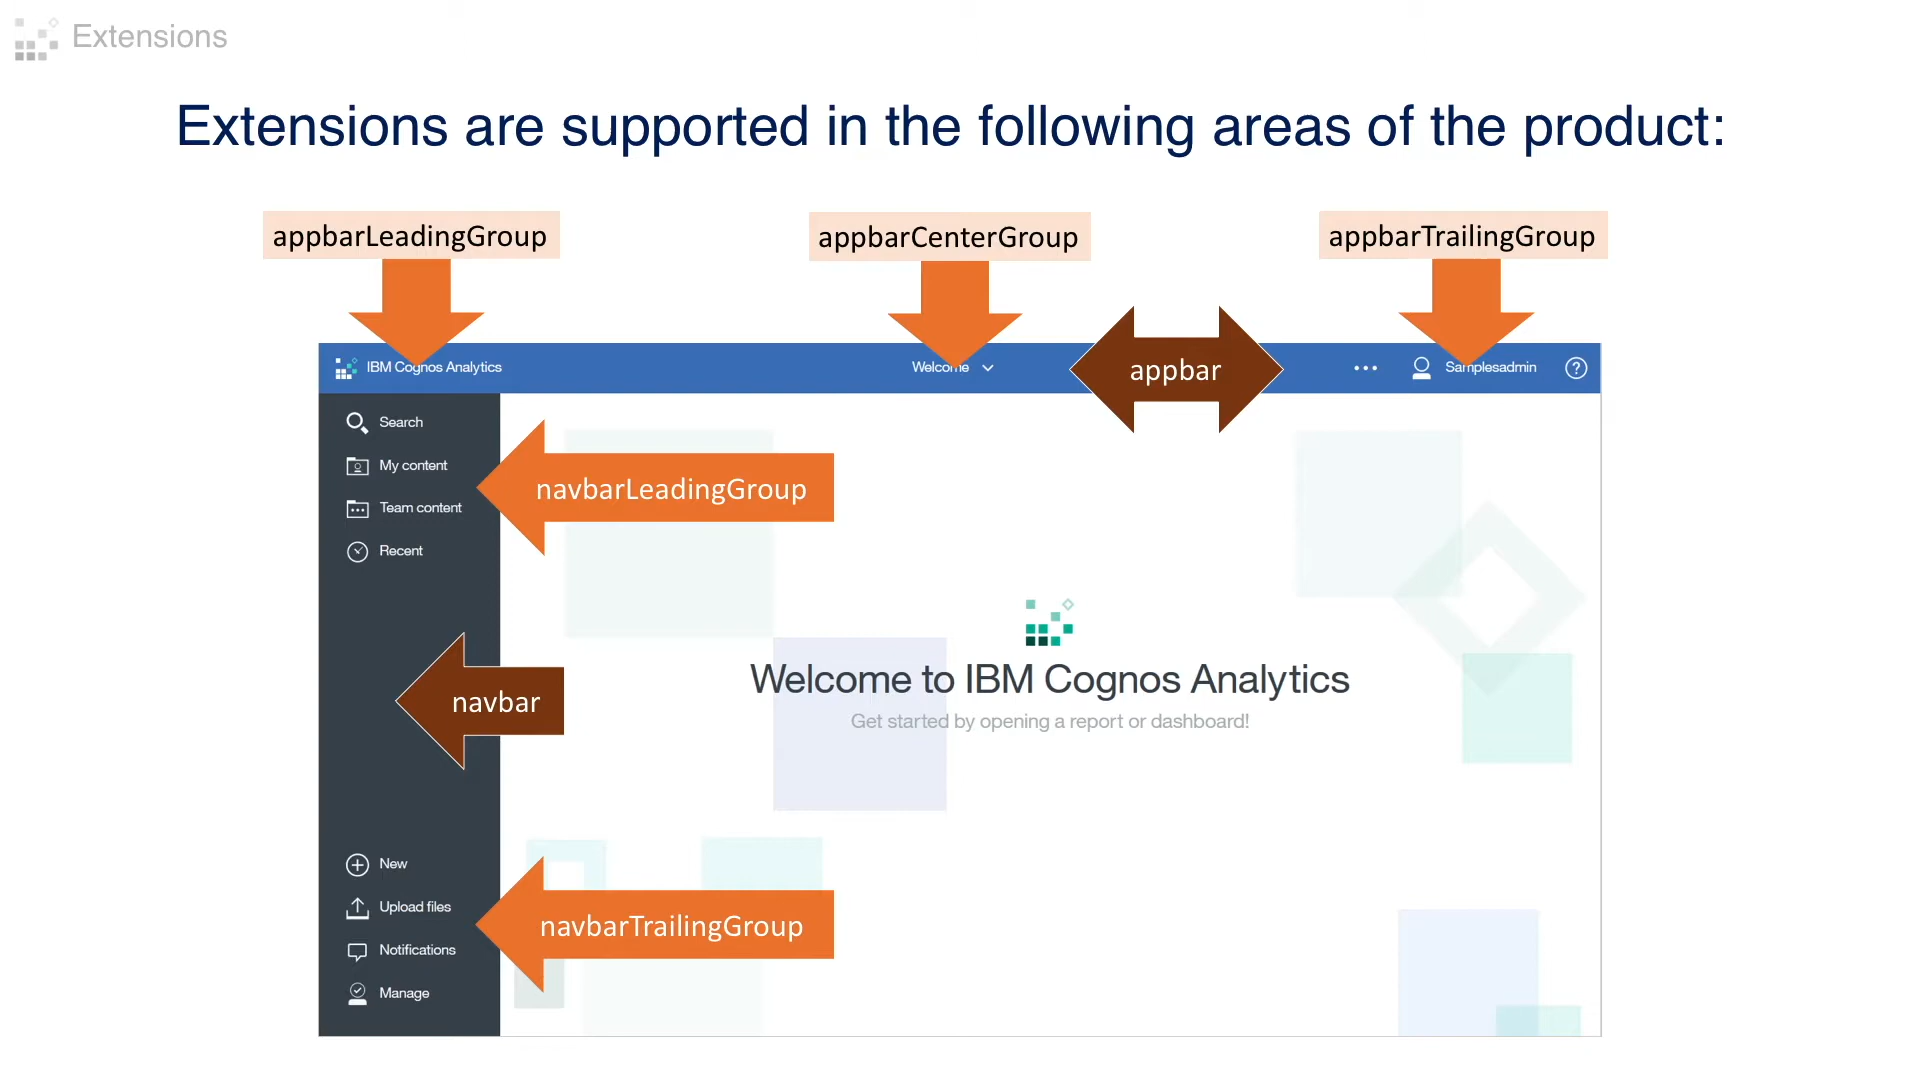 Extensions
Extensions are supported in the following areas of the product:
appbarLeadingGroup
appbarCenterGroup
appbarTrailingGroup
IBM Cognos Analytics
Welcome
appbar
Samplesadmin
?
Search
My content
Team content
Recent
navbarLeadingGroup
navbar
Welcome to IBM Cognos Analytics
Get started by opening a report or dashboard!
New
Upload files
Notifications
Manage
navbarTrailingGroup